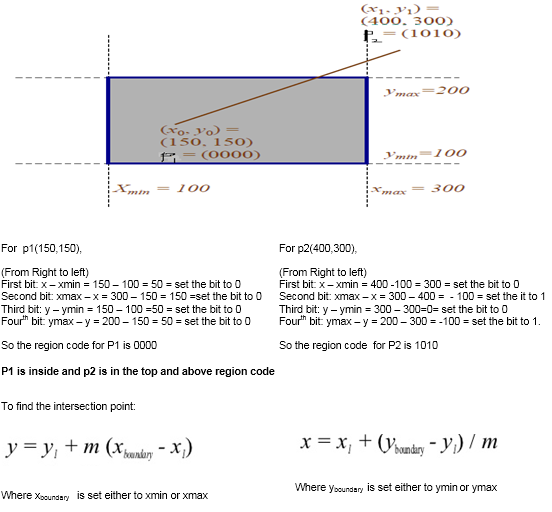 (x₁, y₁) =
(400, 300)
P₂ = (1010)
yₘₐₓ=200
(x₀, y₀) =
(150, 150)
P₁ = (0000)
yₘᵢₙ=100
Xₘᵢₙ = 100
xₘₐₓ = 300
For p1(150,150),
(From Right to left)
First bit: x – xmin = 150 – 100 = 50 = set the bit to 0
Second bit: xmax – x = 300 – 150 = 150 =set the bit to 0
Third bit: y – ymin = 150 – 100 =50 = set the bit to 0
Fourᵗʰ bit: ymax – y = 200 – 150 = 50 = set the bit to 0
So the region code for P1 is 0000
For p2(400,300),
(From Right to left)
First bit: x – xmin = 400 -100 = 300 = set the bit to 0
Second bit: xmax – x = 300 – 400 = - 100 = set the it to 1
Third bit: y – ymin = 300 – 300=0= set the bit to 0
Fourᵗʰ bit: ymax – y = 200 – 300 = -100 = set the bit to 1.
So the region code for P2 is 1010
P1 is inside and p2 is in the top and above region code
To find the intersection point:
y = y₁ + m (x_boundary - x₁)
x = x₁ + (y_boundary - y₁) / m
Where x_boundary is set either to xmin or xmax
Where y_boundary is set either to ymin or ymax